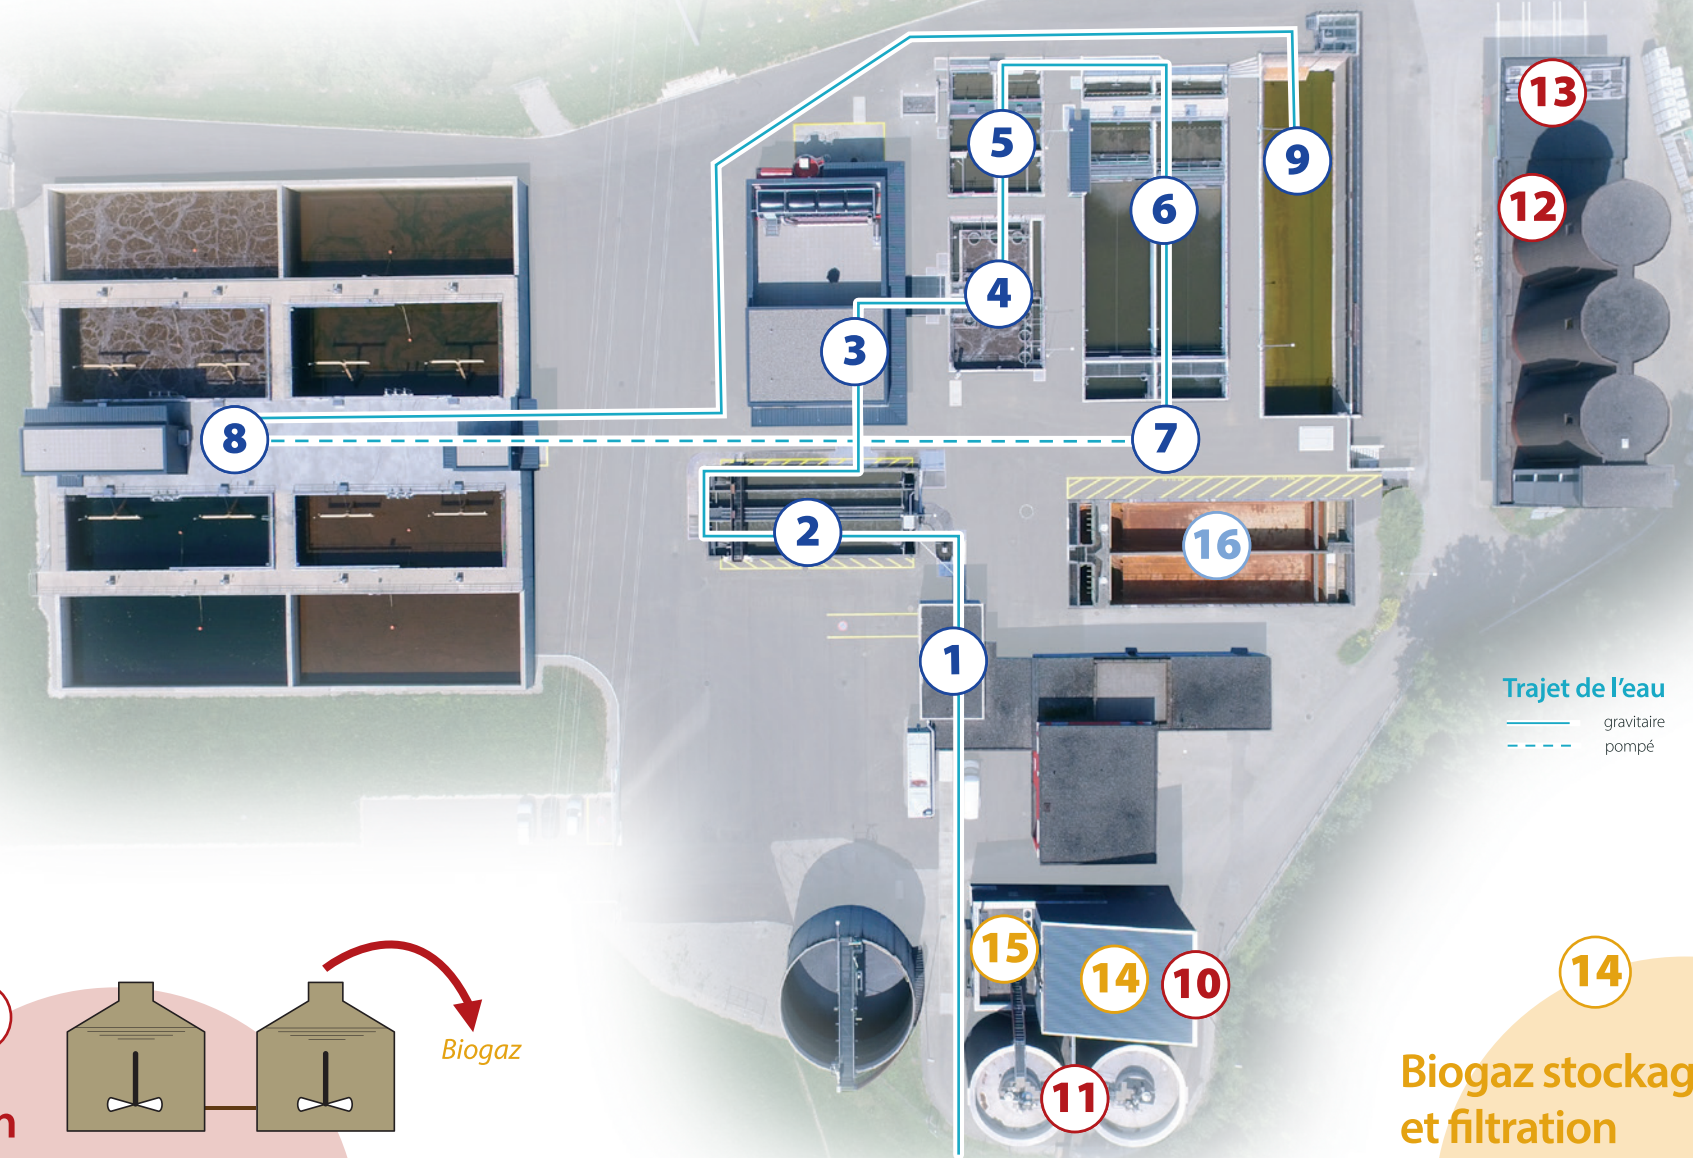 13
5
9
6
12
4
3
8
7
2
16
1
Trajet de l'eau
gravitaire
pompé
15
14
10
14
11
Biogaz
Biogaz stockag
et filtration
n